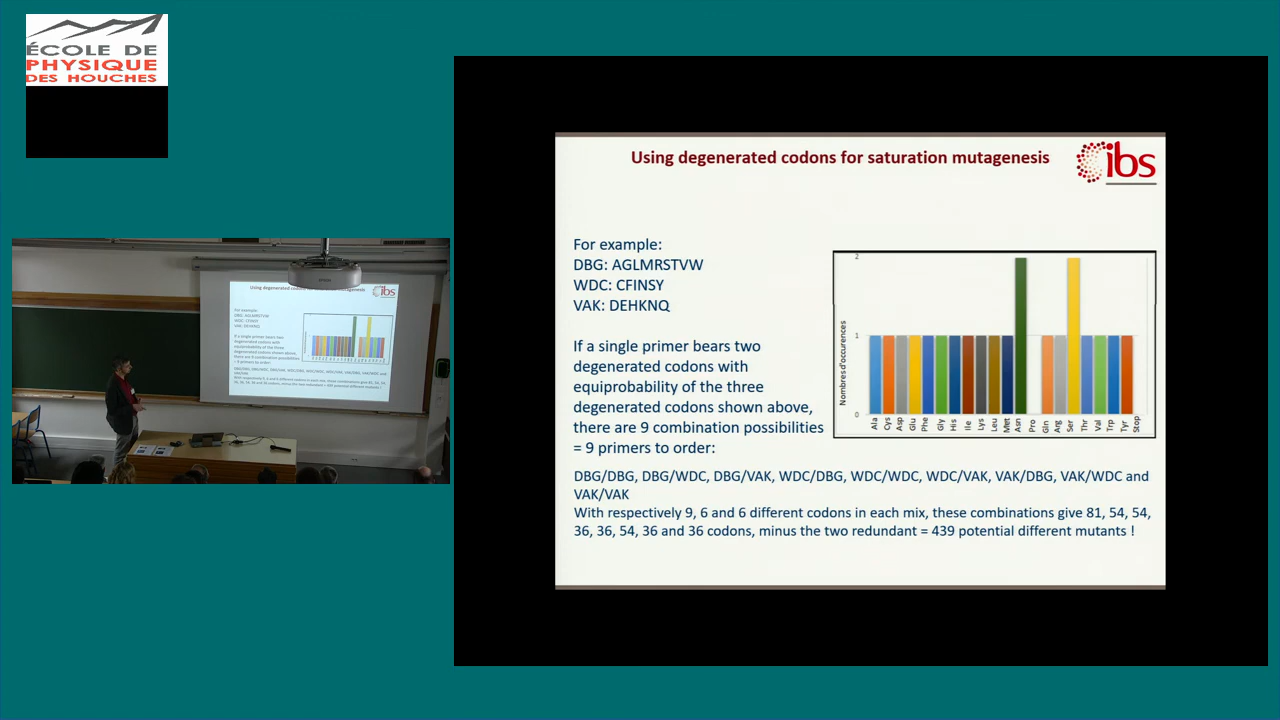 ÉCOLE DE
PHYSIQUE
DES HOUCHES
Using degenerated codons for saturation mutagenesis
ibs
For example:
DBG: AGLMRSTVW
WDC: CFINSY
VAK: DEHKNQ
If a single primer bears two
degenerated codons with
equiprobability of the three
degenerated codons shown above,
there are 9 combination possibilities
= 9 primers to order:
2
1
0
Nombres d'occurences
Ala
Cys
Asp
Glu
Phe
Gly
His
Ile
Lys
Leu
Met
Asn
Pro
Gln
Arg
Ser
Thr
Val
Trp
Tyr
Stop
DBG/DBG, DBG/WDC, DBG/VAK, WDC/DBG, WDC/WDC, WDC/VAK, VAK/DBG, VAK/WDC and
VAK/VAK
With respectively 9, 6 and 6 different codons in each mix, these combinations give 81, 54, 54,
36, 36, 54, 36 and 36 codons, minus the two redundant = 439 potential different mutants !